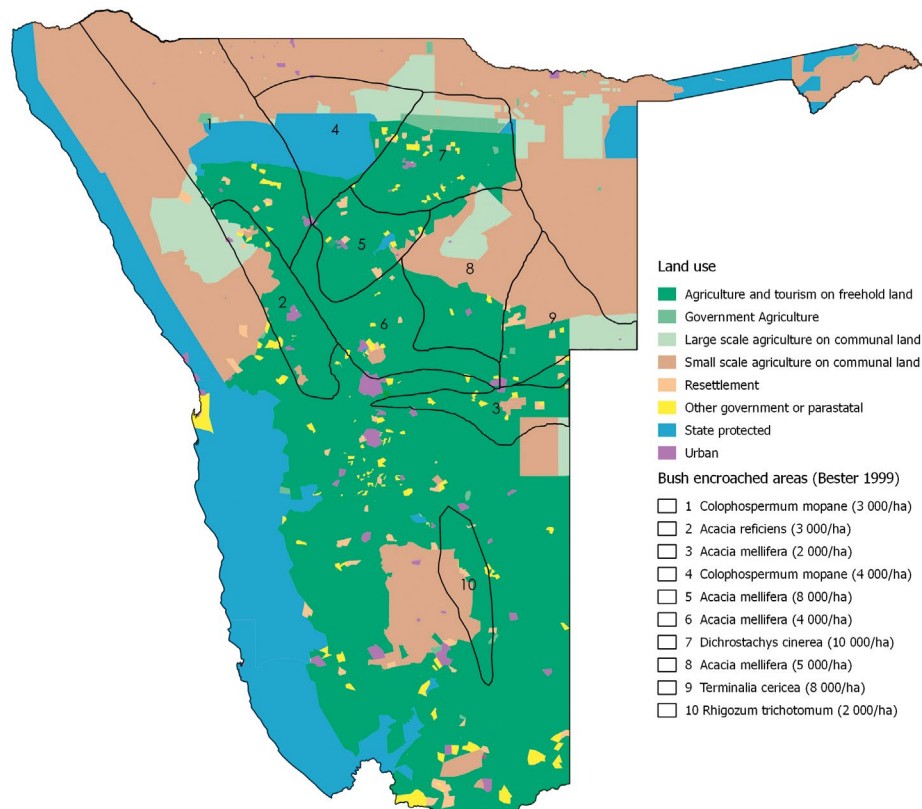 1
4
7
5
8
2
6
9
3
10
Land use
Agriculture and tourism on freehold land
Government Agriculture
Large scale agriculture on communal land
Small scale agriculture on communal land
Resettlement
Other government or parastatal
State protected
Urban
Bush encroached areas (Bester 1999)
1 Colophospermum mopane (3 000/ha)
2 Acacia reficiens (3 000/ha)
3 Acacia mellifera (2 000/ha)
4 Colophospermum mopane (4 000/ha)
5 Acacia mellifera (8 000/ha)
6 Acacia mellifera (4 000/ha)
7 Dichrostachys cinerea (10 000/ha)
8 Acacia mellifera (5 000/ha)
9 Terminalia cericea (8 000/ha)
10 Rhigozum trichotomum (2 000/ha)